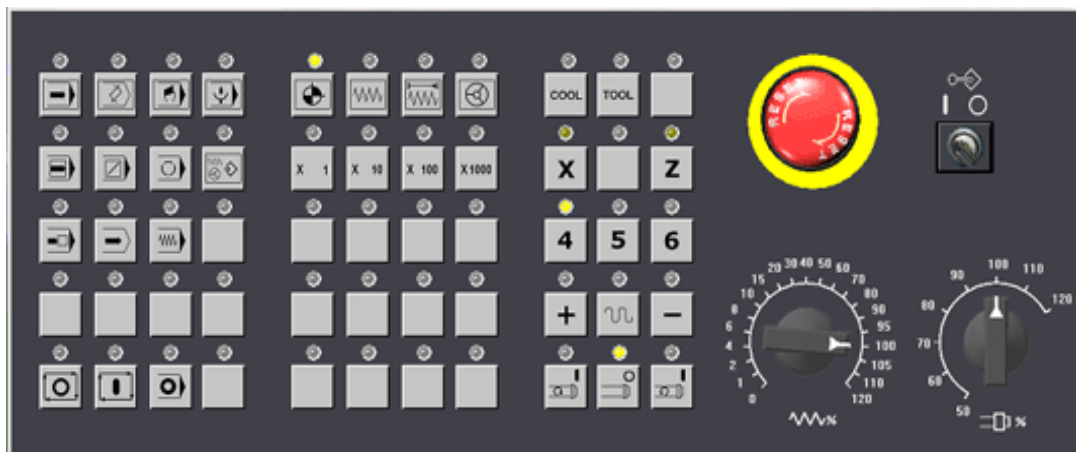 COOL TOOL
X 1 X 10 X 100 X1000
X Z
4 5 6
+ −
RESET
RESET
I O
0 1 2 4 6 8 10 15 20 30 40 50 60 70 80 90 95 100 105 110 120
%
50 60 70 80 90 100 110 120
%